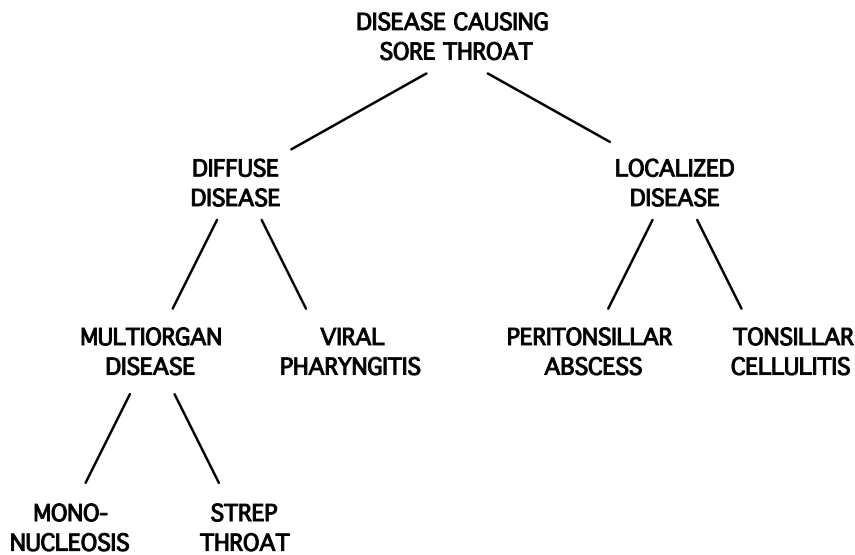 DISEASE CAUSING
SORE THROAT
DIFFUSE
DISEASE
LOCALIZED
DISEASE
MULTIORGAN
DISEASE
VIRAL
PHARYNGITIS
PERITONSILLAR
ABSCESS
TONSILLAR
CELLULITIS
MONO-
NUCLEOSIS
STREP
THROAT